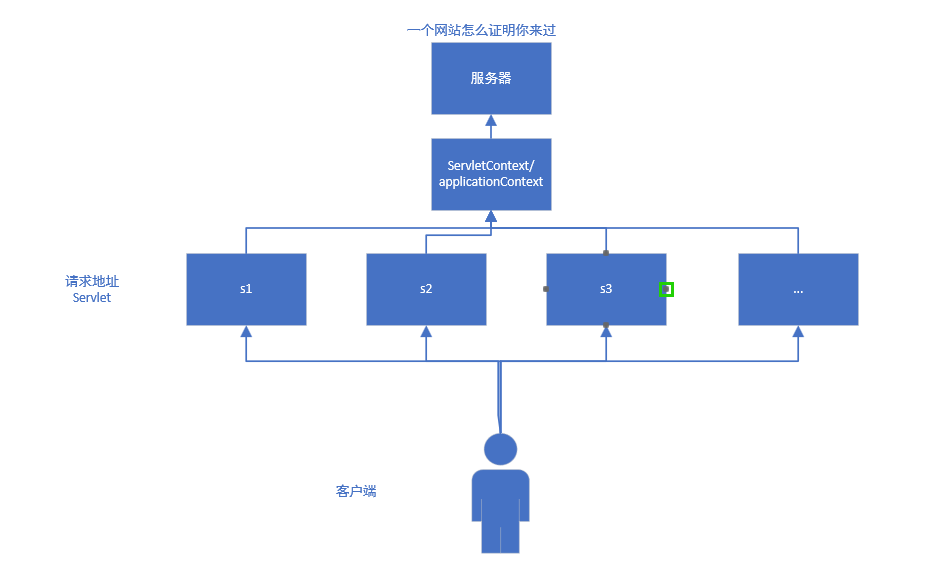 一个网站怎么证明你来过
服务器
ServletContext/
applicationContext
请求地址
Servlet
s1
s2
s3
...
客户端